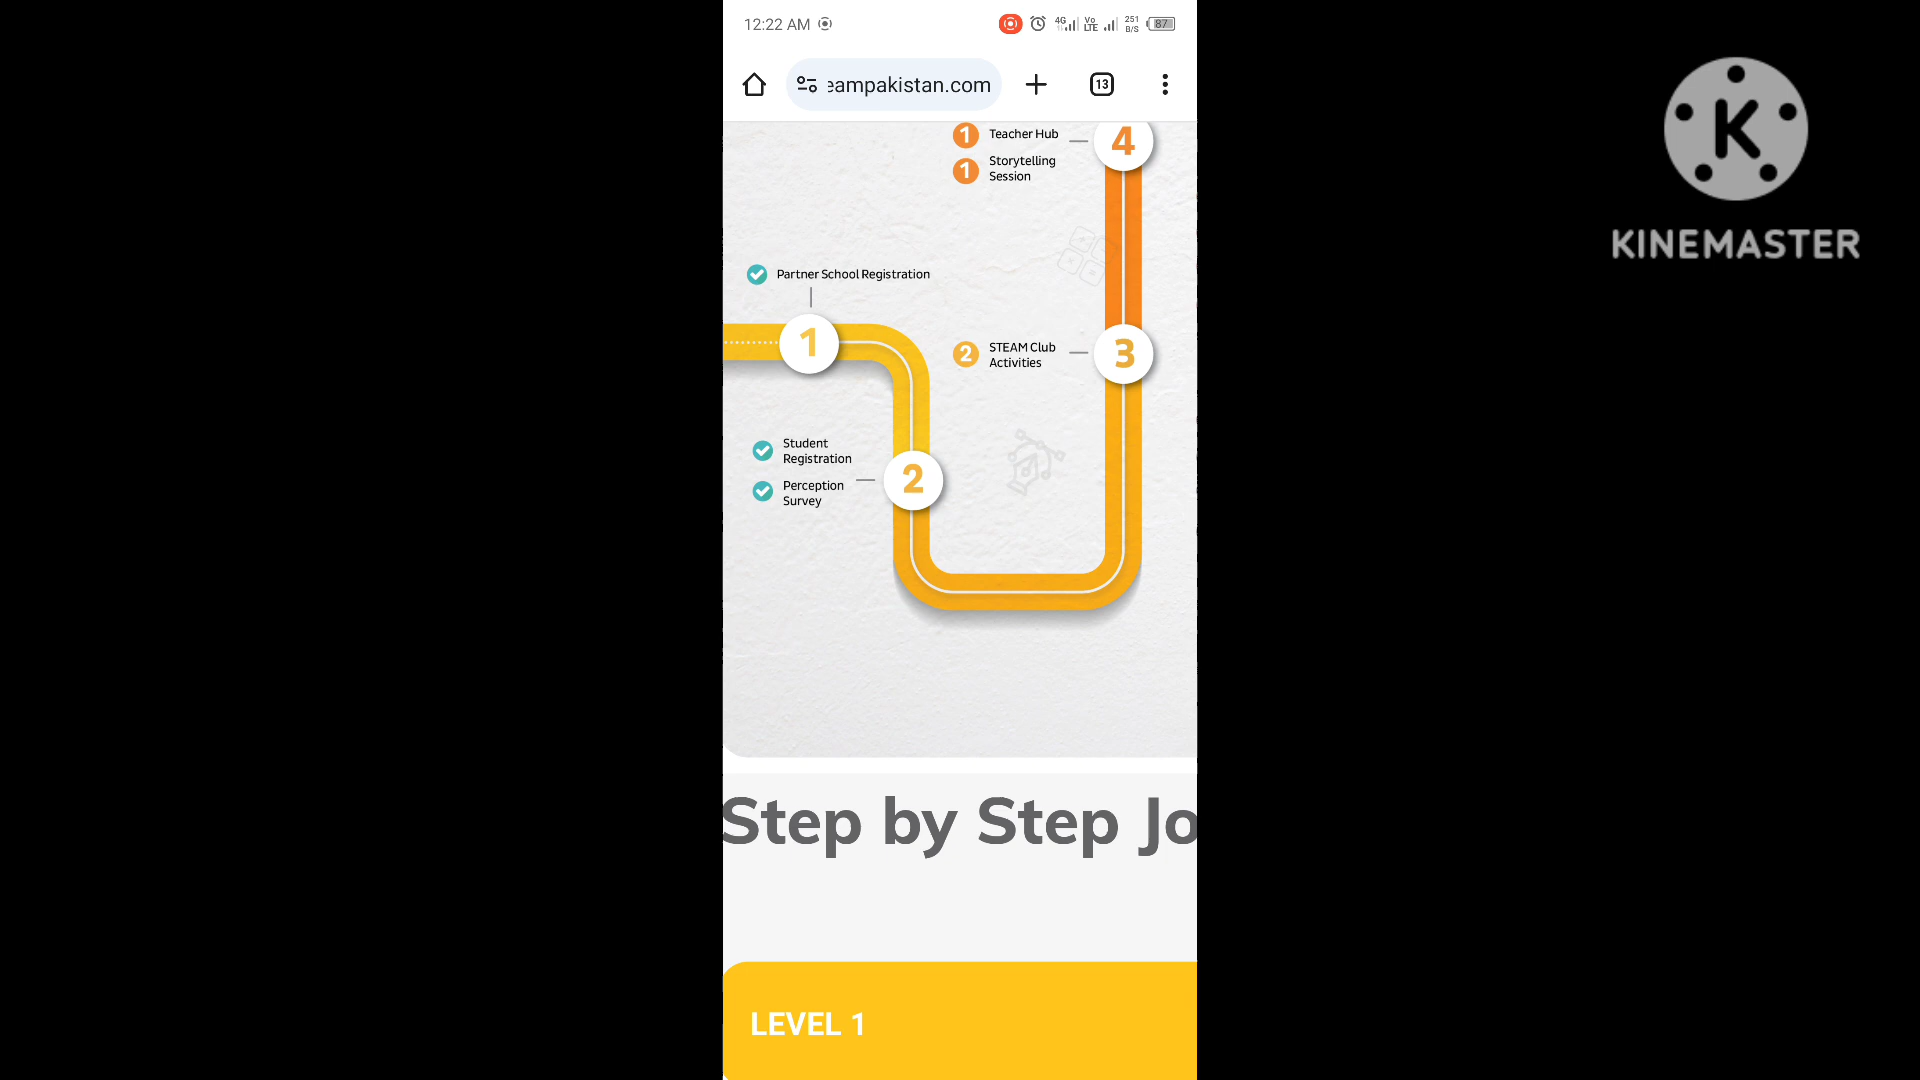 12:22 AM
4G
Vo
LTE
251
B/S
87
eampakistan.com
13
K
KINEMASTER
1 Teacher Hub
4
1 Storytelling
Session
Partner School Registration
1
2 STEAM Club
Activities
3
Student
Registration
Perception
Survey
2
Step by Step Jo
LEVEL 1